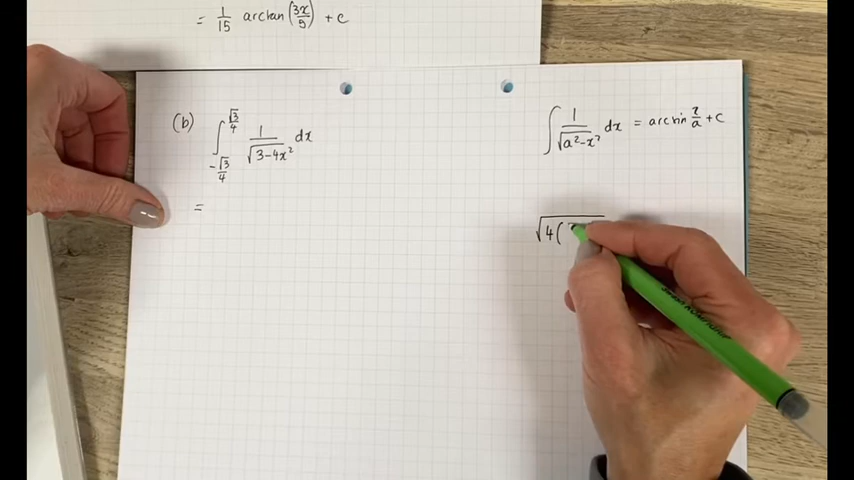 = 1/15 arctan (3x/5) + c
(b) ∫_{-√3/4}^{√3/4} 1/√(3-4x²) dx
∫ 1/√(a²-x²) dx = arcsin x/a + c
=
√4(